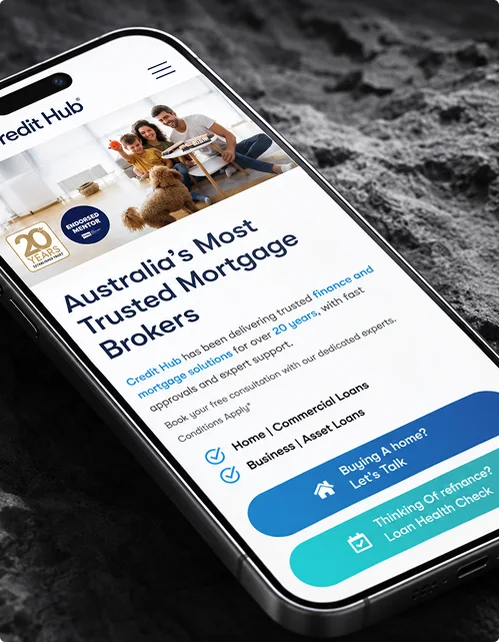 redit Hub®
20
YEARS
ENDORSED
MENTOR
Australia's Most
Trusted Mortgage
Brokers
Credit Hub has been delivering trusted finance and
mortgage solutions for over 20 years, with fast
approvals and expert support.
Book your free consultation with our dedicated experts.
Conditions Apply*
Home | Commercial Loans
Business | Asset Loans
Buying A home?
Let's Talk
Thinking Of refnance?
Loan Health Check